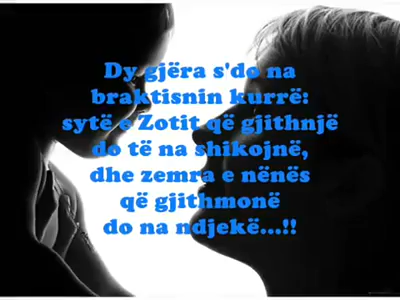 Dy gjëra s'do na
braktisnin kurrë:
sytë e Zotit që gjithnjë
do të na shikojnë,
dhe zemra e nënës
që gjithmonë
do na ndjekë...!!